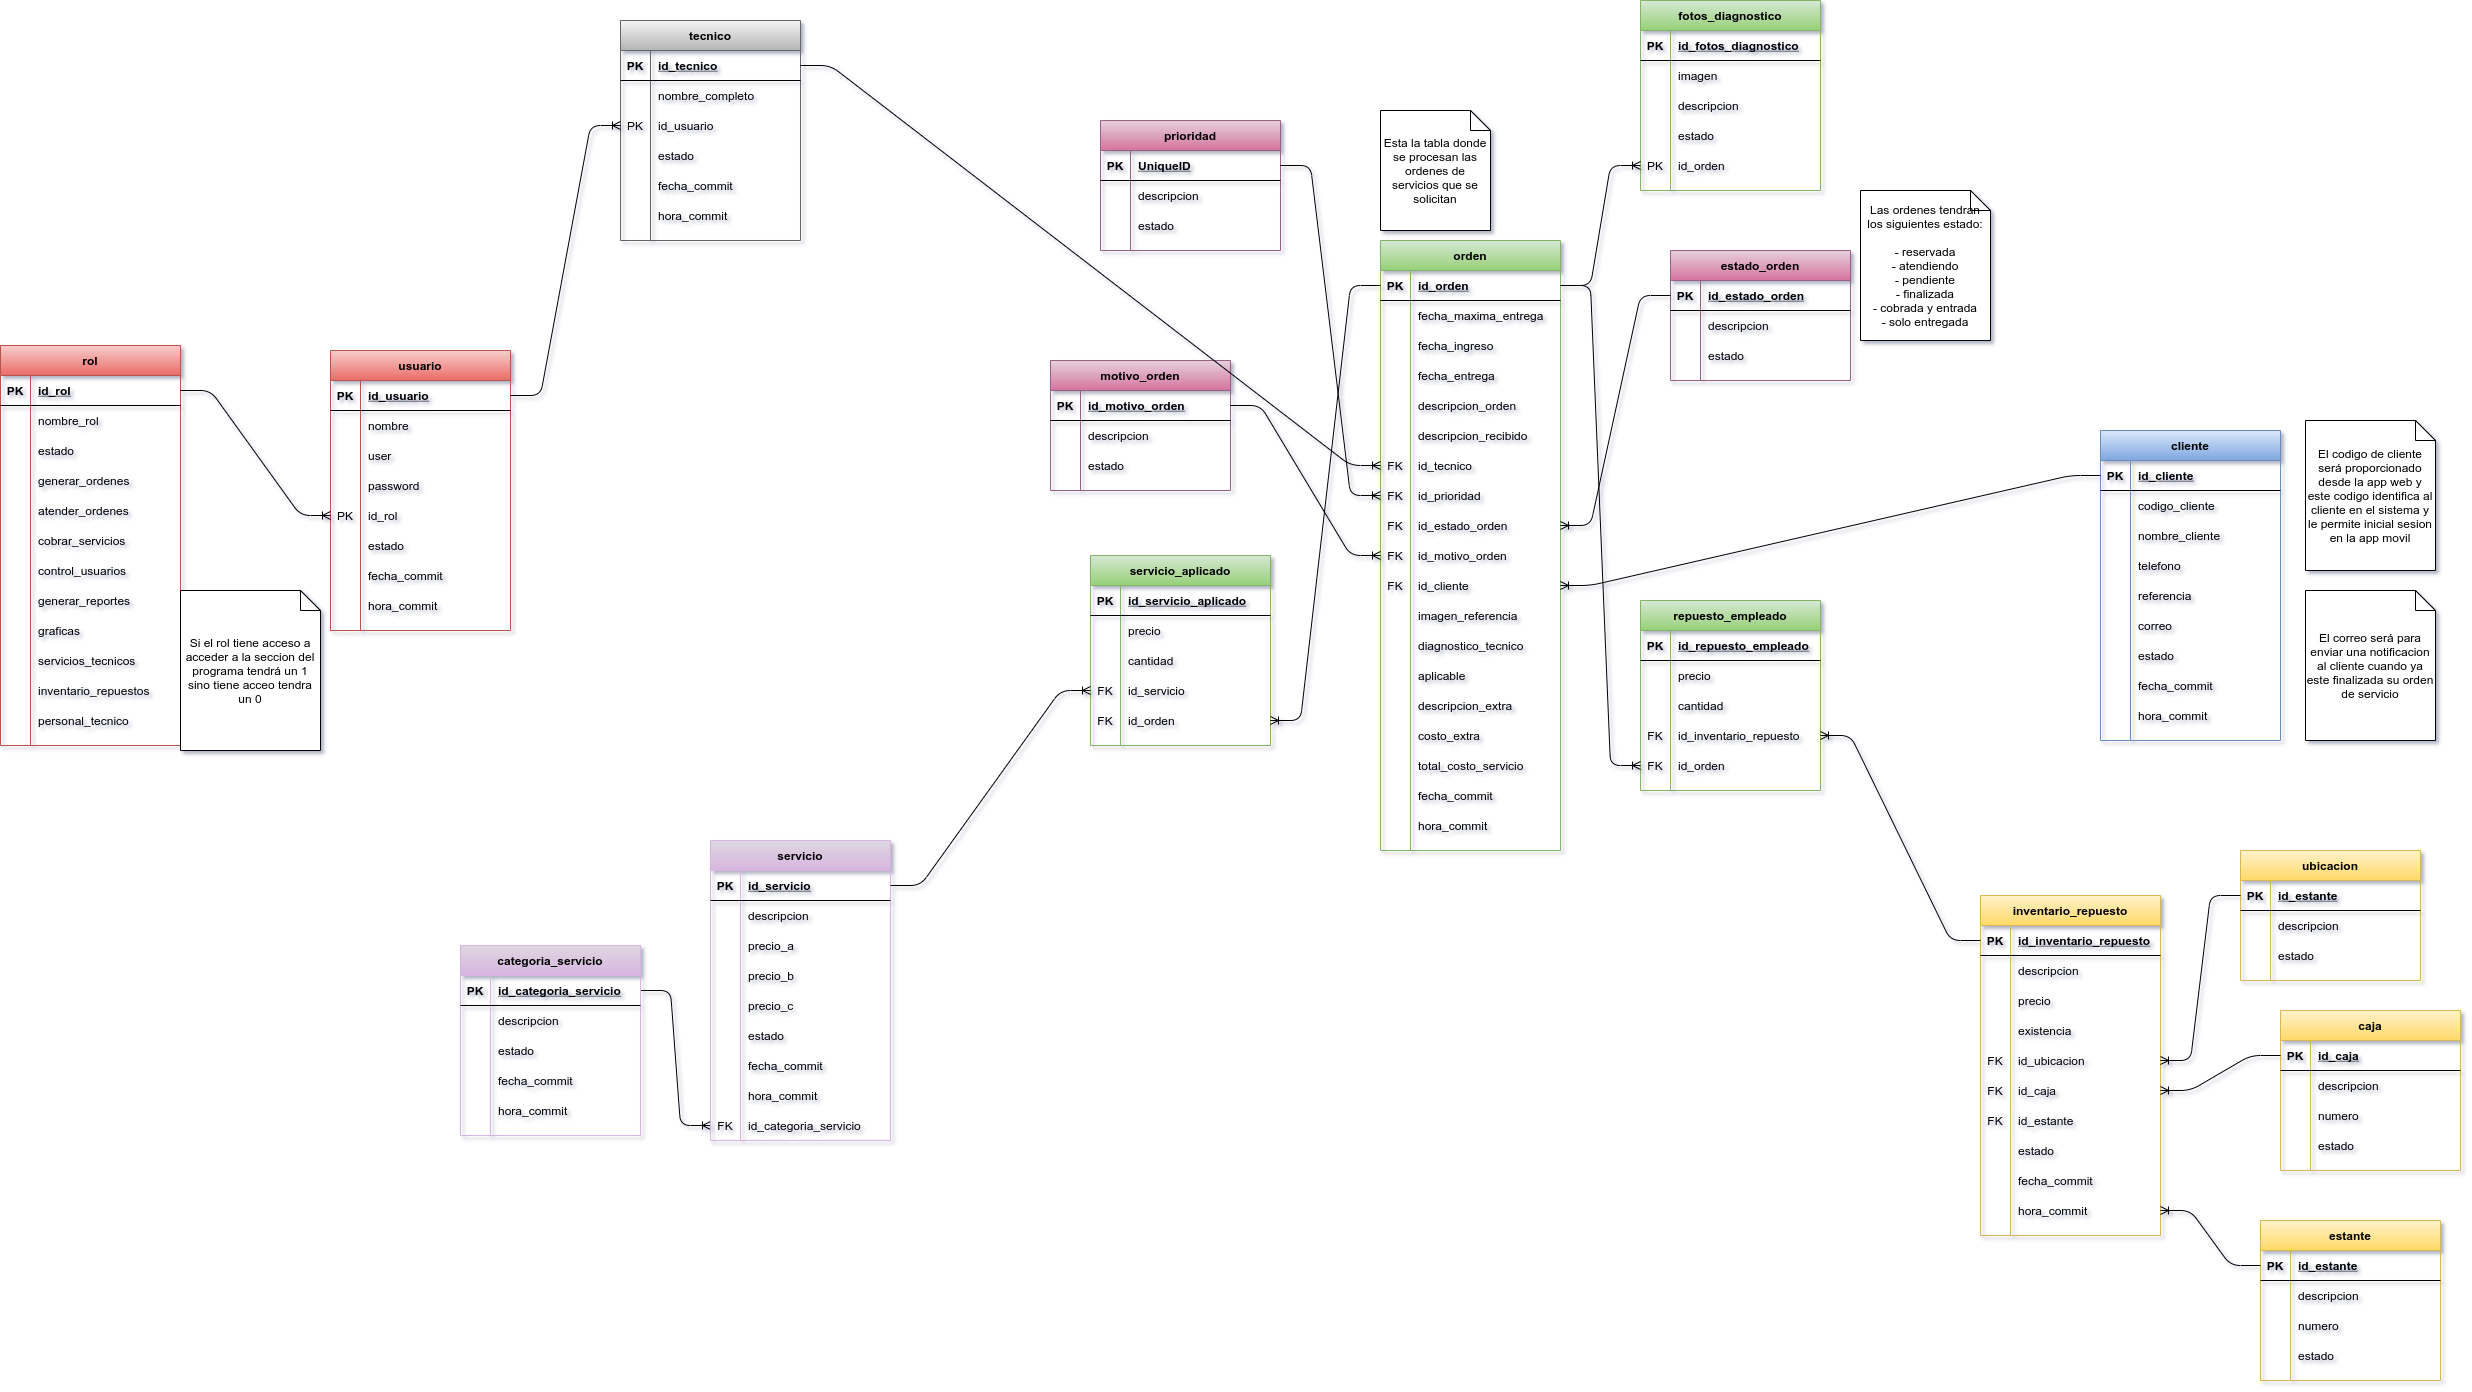 tecnico
PK id_tecnico
nombre_completo
PK id_usuario
estado
fecha_commit
hora_commit
fotos_diagnostico
PK id_fotos_diagnostico
imagen
descripcion
estado
PK id_orden
prioridad
PK UniqueID
descripcion
estado
Esta la tabla donde
se procesan las
ordenes de
servicios que se
solicitan
Las ordenes tendran
los siguientes estado:
- reservada
- atendiendo
- pendiente
- finalizada
- cobrada y entrada
- solo entregada
orden
PK id_orden
fecha_maxima_entrega
fecha_ingreso
fecha_entrega
descripcion_orden
descripcion_recibido
FK id_tecnico
FK id_prioridad
FK id_estado_orden
FK id_motivo_orden
FK id_cliente
imagen_referencia
diagnostico_tecnico
aplicable
descripcion_extra
costo_extra
total_costo_servicio
fecha_commit
hora_commit
estado_orden
PK id_estado_orden
descripcion
estado
rol
PK id_rol
nombre_rol
estado
generar_ordenes
atender_ordenes
cobrar_servicios
control_usuarios
generar_reportes
graficas
servicios_tecnicos
inventario_repuestos
personal_tecnico
Si el rol tiene acceso a
acceder a la seccion del
programa tendrá un 1
sino tiene acceo tendra
un 0
usuario
PK id_usuario
nombre
user
password
PK id_rol
estado
fecha_commit
hora_commit
motivo_orden
PK id_motivo_orden
descripcion
estado
cliente
PK id_cliente
codigo_cliente
nombre_cliente
telefono
referencia
correo
estado
fecha_commit
hora_commit
El codigo de cliente
será proporcionado
desde la app web y
este codigo identifica al
cliente en el sistema y
le permite inicial sesion
en la app movil
El correo será para
enviar una notificacion
al cliente cuando ya
este finalizada su orden
de servicio
servicio_aplicado
PK id_servicio_aplicado
precio
cantidad
FK id_servicio
FK id_orden
repuesto_empleado
PK id_repuesto_empleado
precio
cantidad
FK id_inventario_repuesto
FK id_orden
servicio
PK id_servicio
descripcion
precio_a
precio_b
precio_c
estado
fecha_commit
hora_commit
FK id_categoria_servicio
categoria_servicio
PK id_categoria_servicio
descripcion
estado
fecha_commit
hora_commit
inventario_repuesto
PK id_inventario_repuesto
descripcion
precio
existencia
FK id_ubicacion
FK id_caja
FK id_estante
estado
fecha_commit
hora_commit
ubicacion
PK id_estante
descripcion
estado
caja
PK id_caja
descripcion
numero
estado
estante
PK id_estante
descripcion
numero
estado